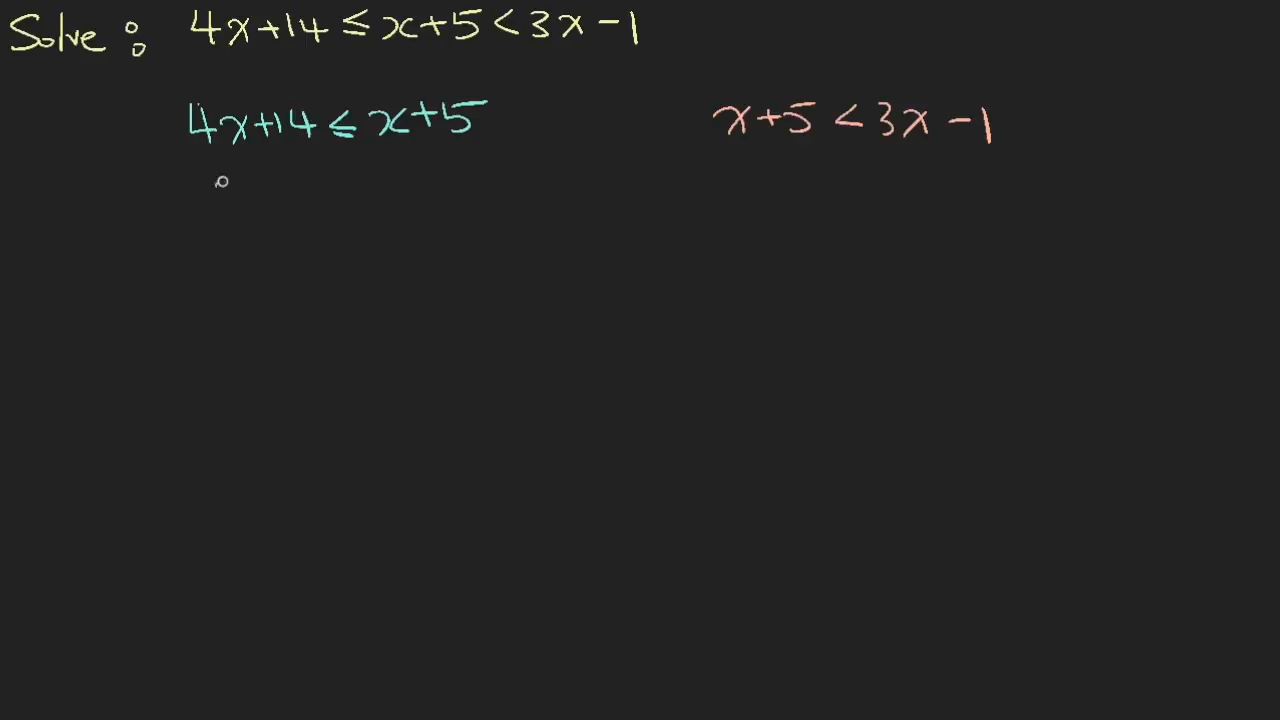 Solve : 4x+14 ≤ x+5 < 3x-1
4x+14 ≤ x+5
x+5 < 3x-1